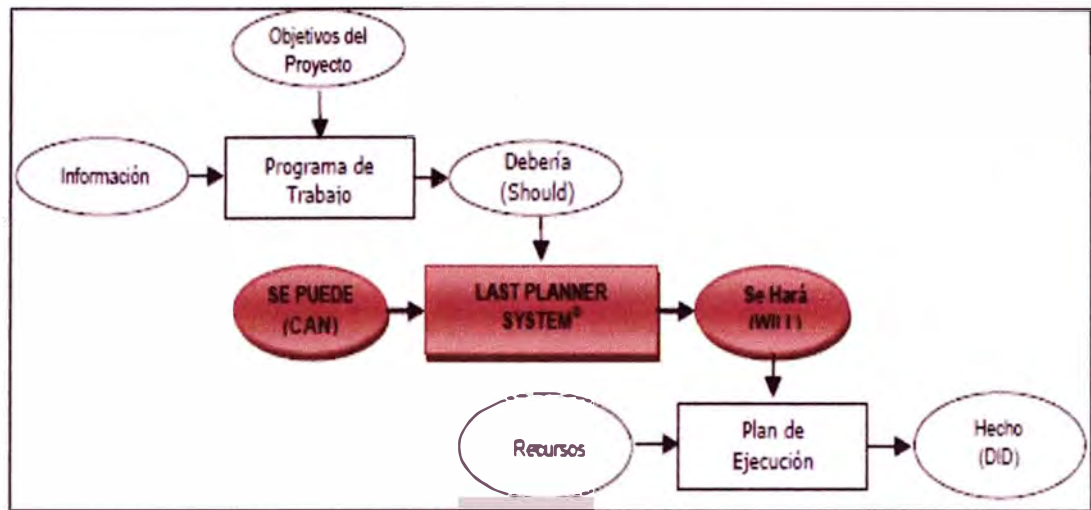 Objetivos del
Proyecto
Información
Programa de
Trabajo
Debería
(Should)
SE PUEDE
(CAN)
LAST PLANNER
SYSTEM®
Se Hará
(WILL)
Recursos
Plan de
Ejecución
Hecho
(DID)